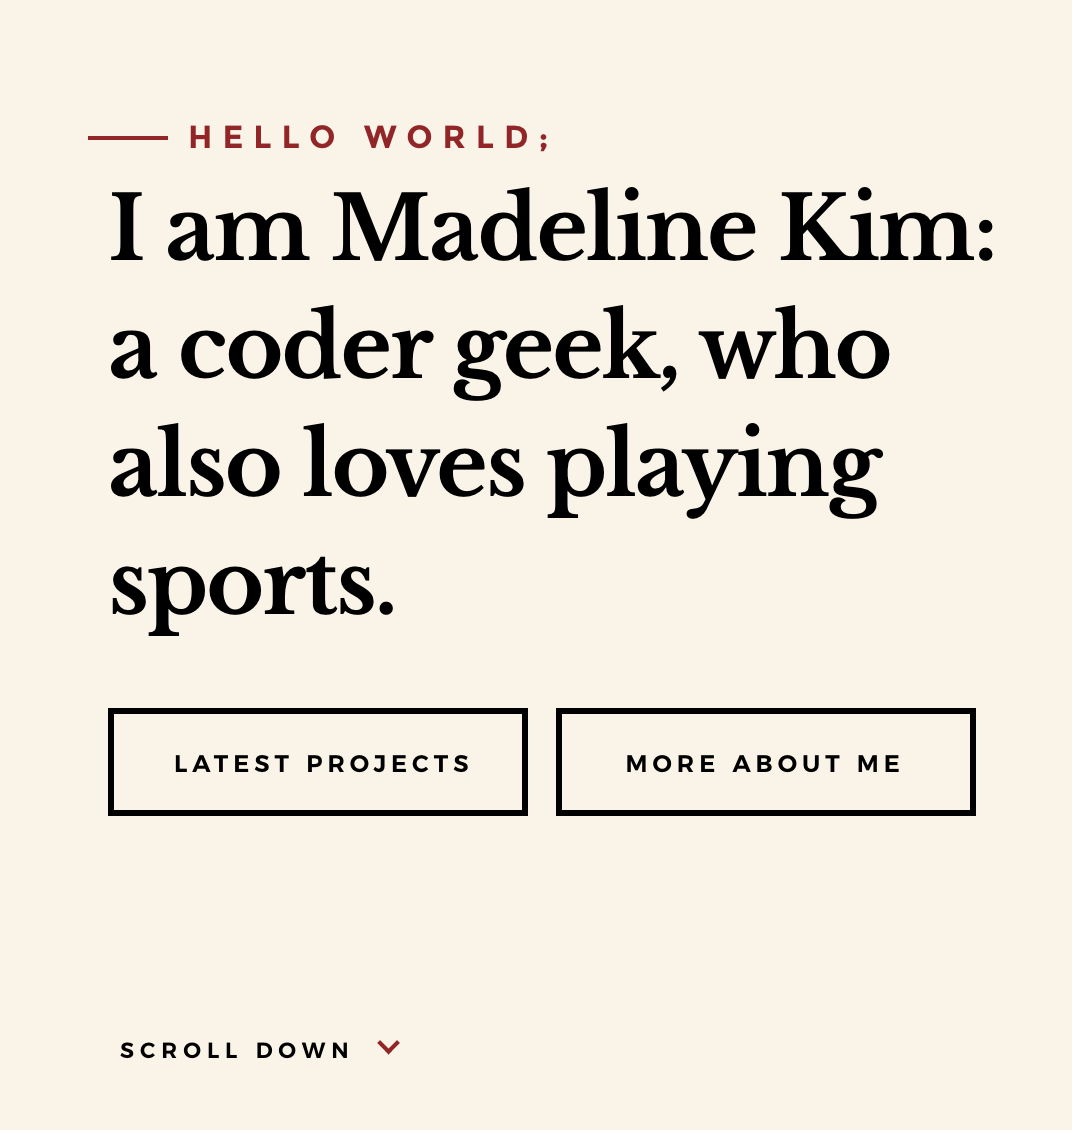 HELLO WORLD;
I am Madeline Kim:
a coder geek, who
also loves playing
sports.
LATEST PROJECTS
MORE ABOUT ME
SCROLL DOWN